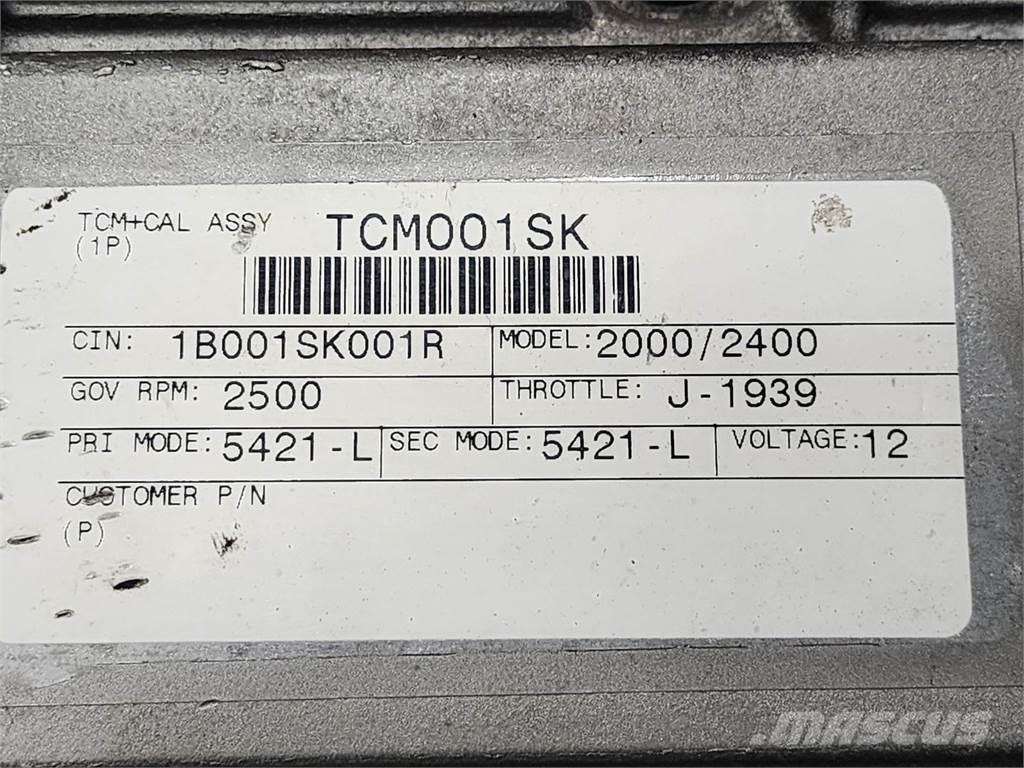 TCM+CAL ASSY TCM001SK
(1P)
CIN: 1B001SK001R MODEL: 2000/2400
GOV RPM: 2500 THROTTLE: J-1939
PRI MODE: 5421-L SEC MODE: 5421-L VOLTAGE: 12
CUSTOMER P/N
(P)
MASCUS